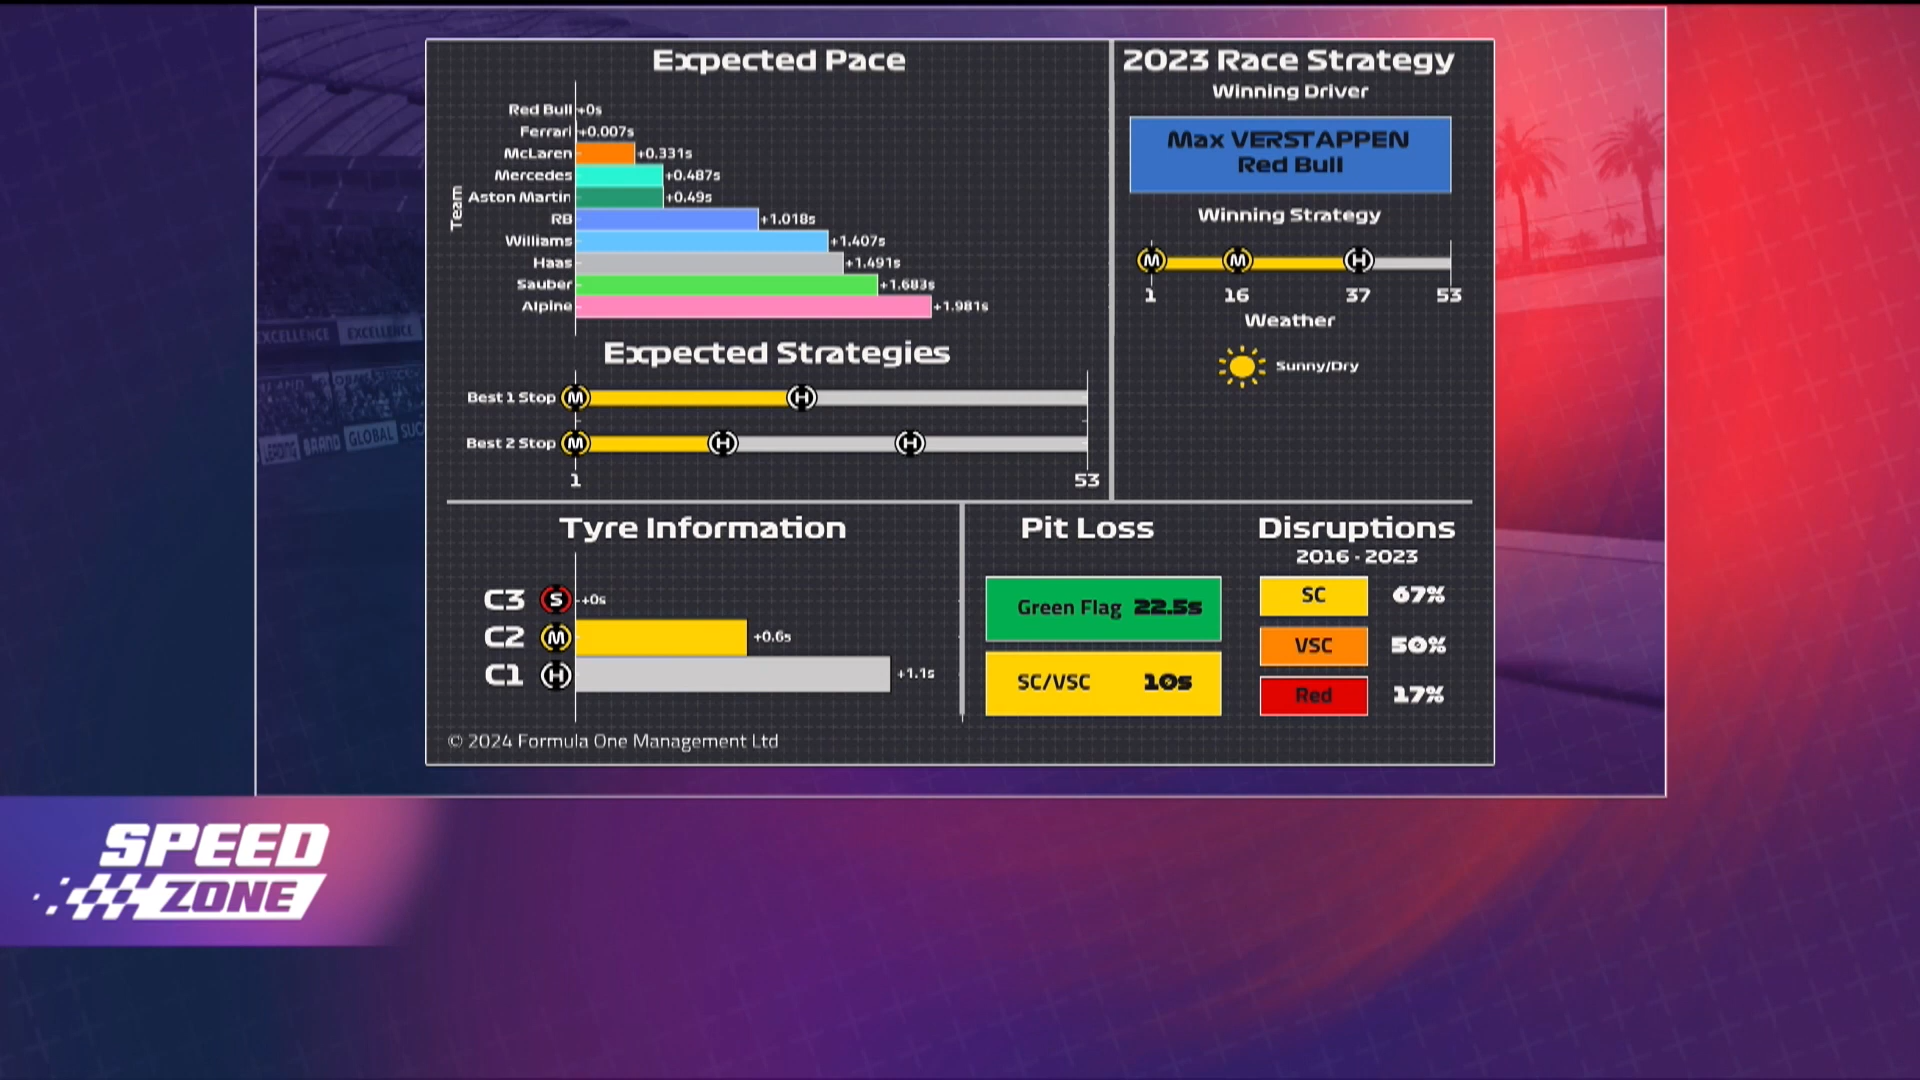 Expected Pace
Team
Red Bull +0s
Ferrari +0.007s
McLaren +0.331s
Mercedes +0.487s
Aston Martin +0.49s
RB +1.018s
Williams +1.407s
Haas +1.491s
Sauber +1.683s
Alpine +1.981s
Expected Strategies
Best 1 Stop M H
Best 2 Stop M H H
1 53
2023 Race Strategy
Winning Driver
Max VERSTAPPEN
Red Bull
Winning Strategy
M M H
1 16 37 53
Weather
Sunny/Dry
Tyre Information
C3 S +0s
C2 M +0.6s
C1 H +1.1s
Pit Loss
Green Flag 22.5s
SC/VSC 10s
Disruptions
2016 - 2023
SC 67%
VSC 50%
Red 17%
© 2024 Formula One Management Ltd
EXCELLENCE EXCELLENCE
BRAND GLOBAL
SPEED
ZONE